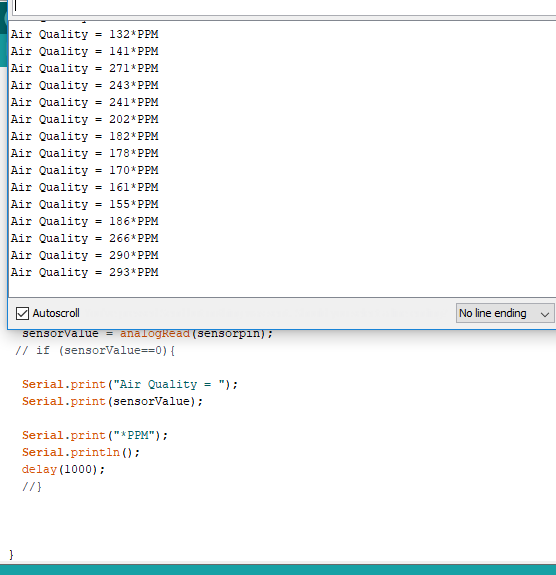 Air Quality = 132*PPM
Air Quality = 141*PPM
Air Quality = 271*PPM
Air Quality = 243*PPM
Air Quality = 241*PPM
Air Quality = 202*PPM
Air Quality = 182*PPM
Air Quality = 178*PPM
Air Quality = 170*PPM
Air Quality = 161*PPM
Air Quality = 155*PPM
Air Quality = 186*PPM
Air Quality = 266*PPM
Air Quality = 290*PPM
Air Quality = 293*PPM
Autoscroll
No line ending
sensorValue = analogRead(sensorpin);
// if (sensorValue==0){
Serial.print("Air Quality = ");
Serial.print(sensorValue);
Serial.print("*PPM");
Serial.println();
delay(1000);
//}
}